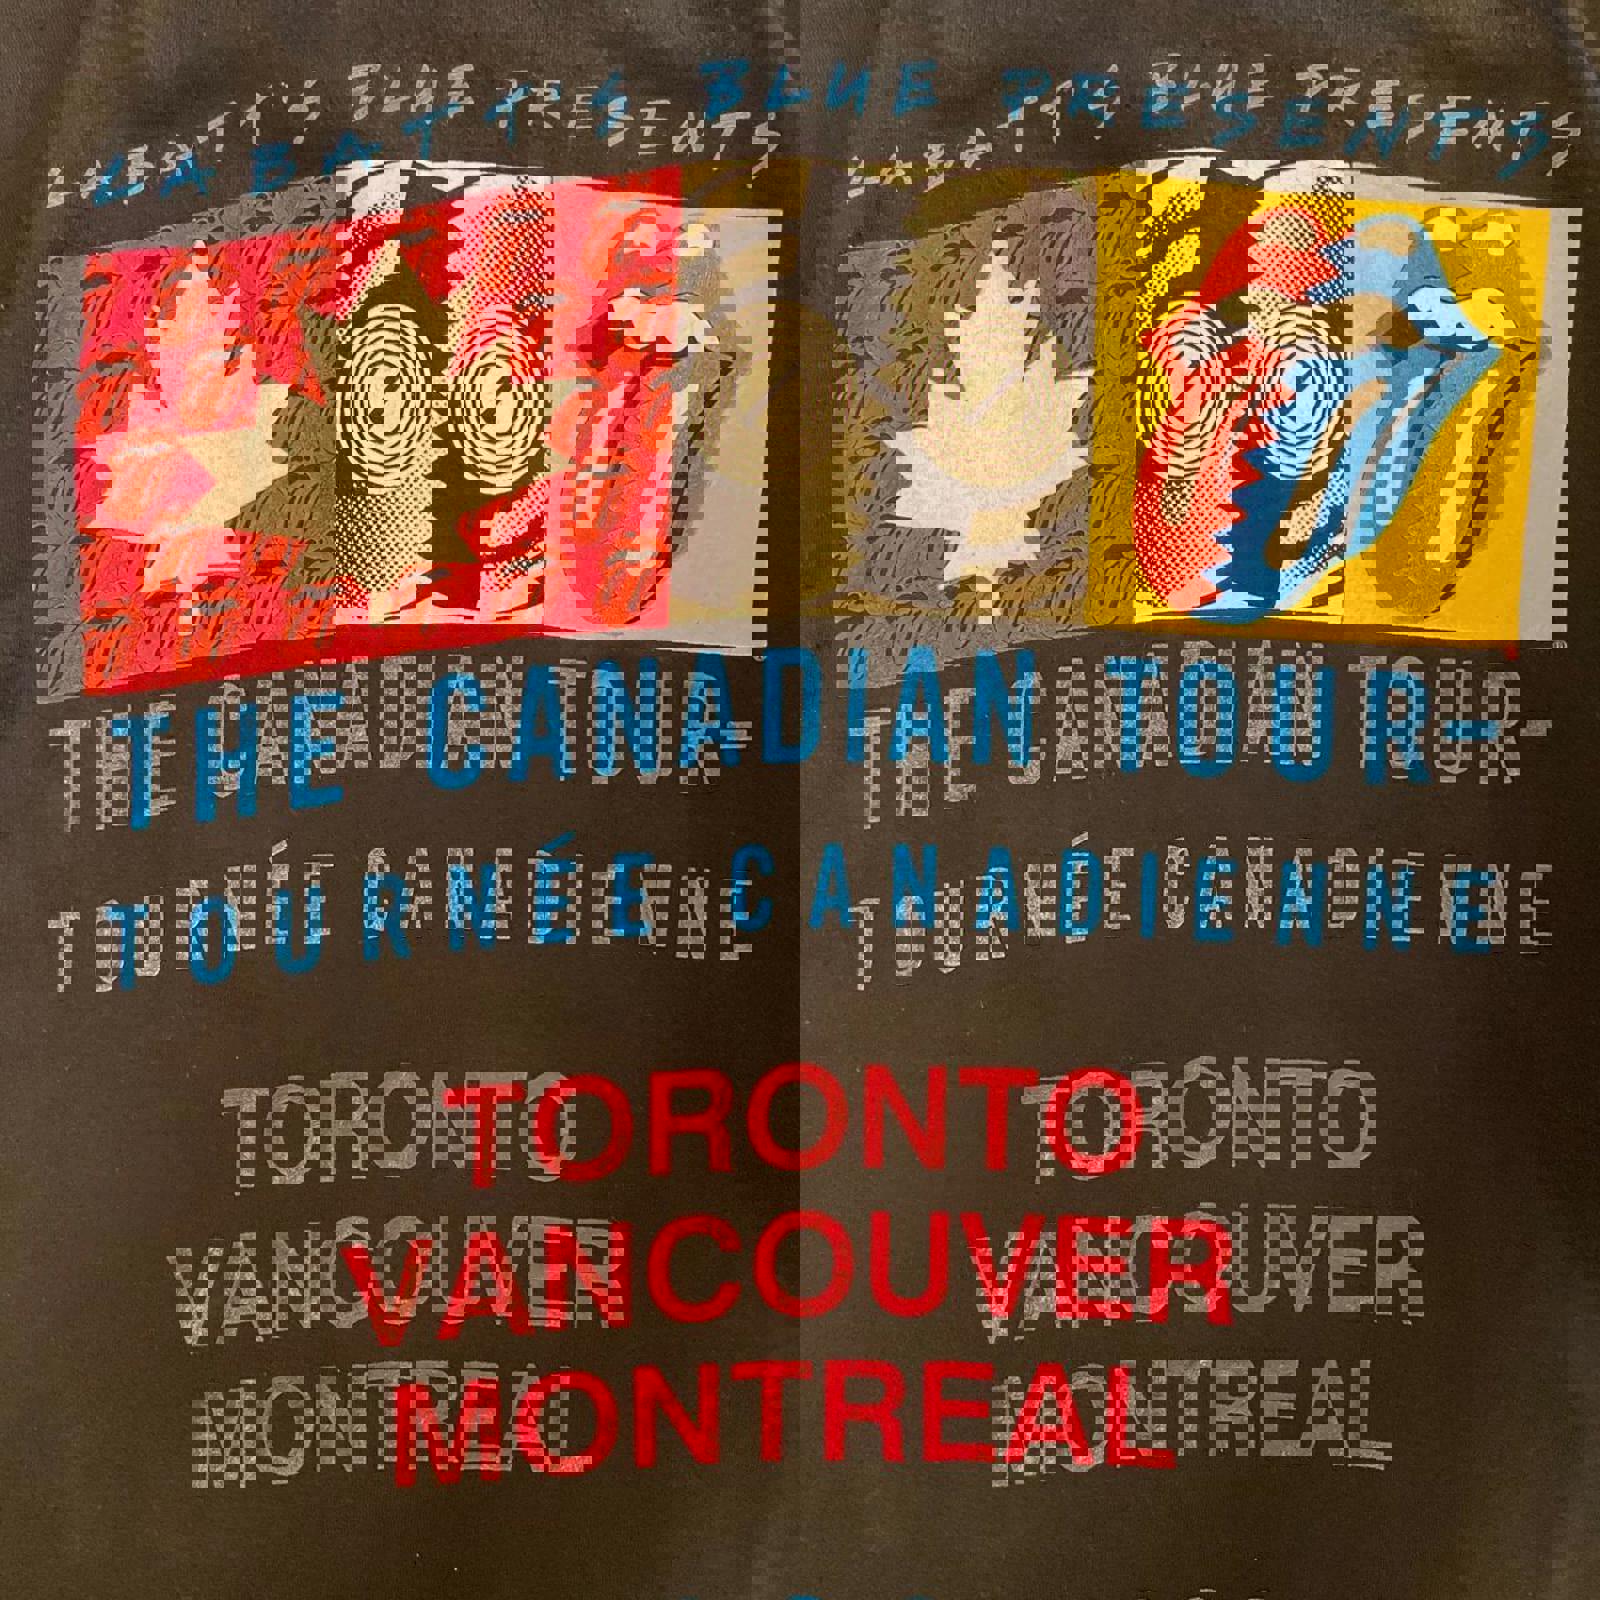 LABATT'S BLUE PRESENTS
THE CANADIAN TOUR-
TOURNÉE CANADIENNE
TORONTO
VANCOUVER
MONTREAL